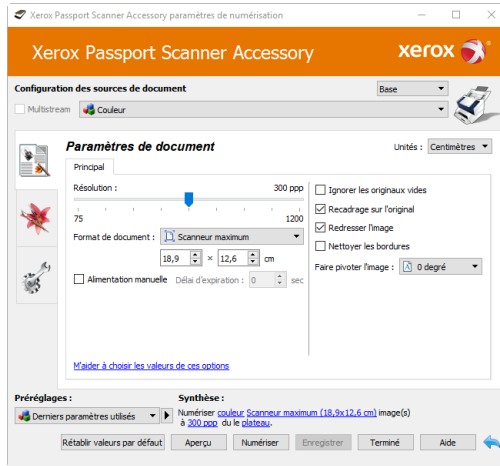 Xerox Passport Scanner Accessory paramètres de numérisation
Xerox Passport Scanner Accessory
xerox
Configuration des sources de document
Base
Multistream
Couleur
Paramètres de document
Unités :
Centimètres
Principal
Résolution :
300 ppp
75
1200
Format de document :
Scanneur maximum
18,9 × 12,6 cm
Alimentation manuelle
Délai d'expiration : 0 sec
Ignorer les originaux vides
Recadrage sur l'original
Redresser l'image
Nettoyer les bordures
Faire pivoter l'image :
0 degré
M'aider à choisir les valeurs de ces options
Préréglages :
Synthèse :
Derniers paramètres utilisés
Numériser couleur Scanneur maximum (18,9x12,6 cm) image(s)
à 300 ppp du le plateau.
Rétablir valeurs par défaut
Aperçu
Numériser
Enregistrer
Terminé
Aide